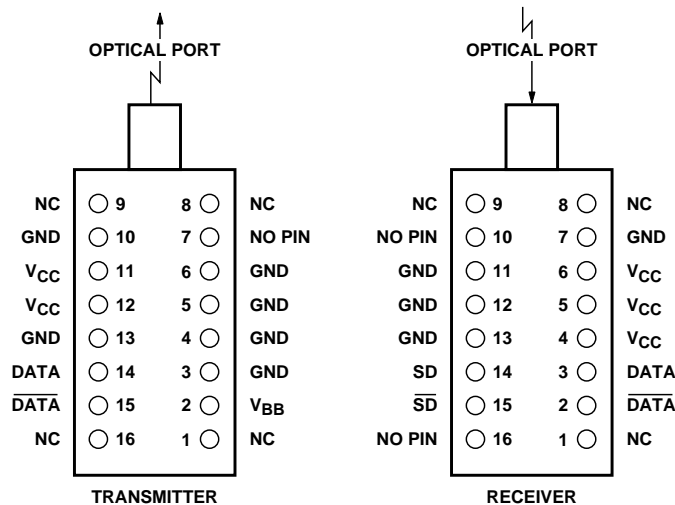 OPTICAL PORT OPTICAL PORT
NC 9 8 NC NC 9 8 NC
GND 10 7 NO PIN NO PIN 10 7 GND
VCC 11 6 GND GND 11 6 VCC
VCC 12 5 GND GND 12 5 VCC
GND 13 4 GND GND 13 4 VCC
DATA 14 3 GND SD 14 3 DATA
D̅A̅T̅A̅ 15 2 VBB S̅D̅ 15 2 D̅A̅T̅A̅
NC 16 1 NC NO PIN 16 1 NC
TRANSMITTER RECEIVER